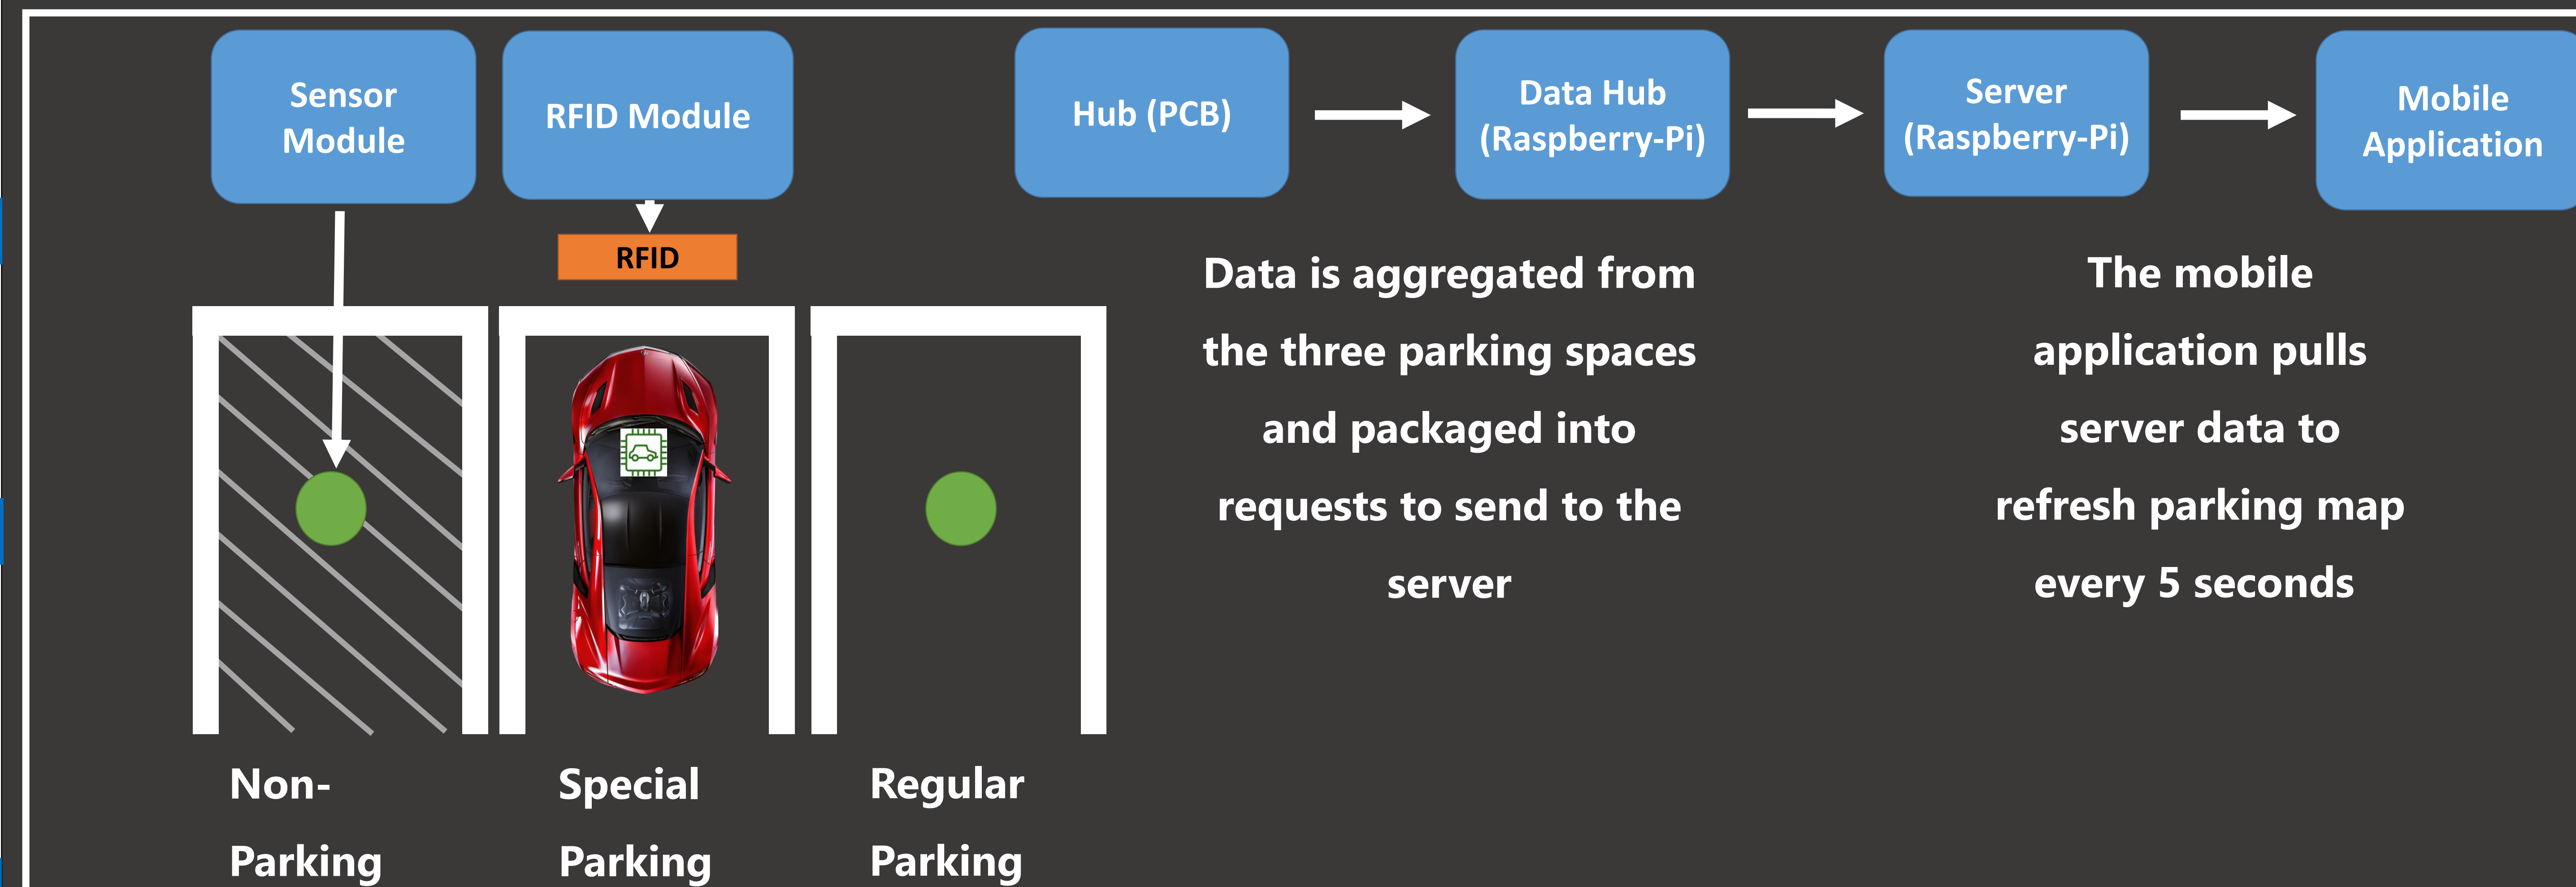 Sensor
Module
RFID Module
Hub (PCB)
Data Hub
(Raspberry-Pi)
Server
(Raspberry-Pi)
Mobile
Application
RFID
Data is aggregated from
the three parking spaces
and packaged into
requests to send to the
server
The mobile
application pulls
server data to
refresh parking map
every 5 seconds
Non-
Parking
Special
Parking
Regular
Parking